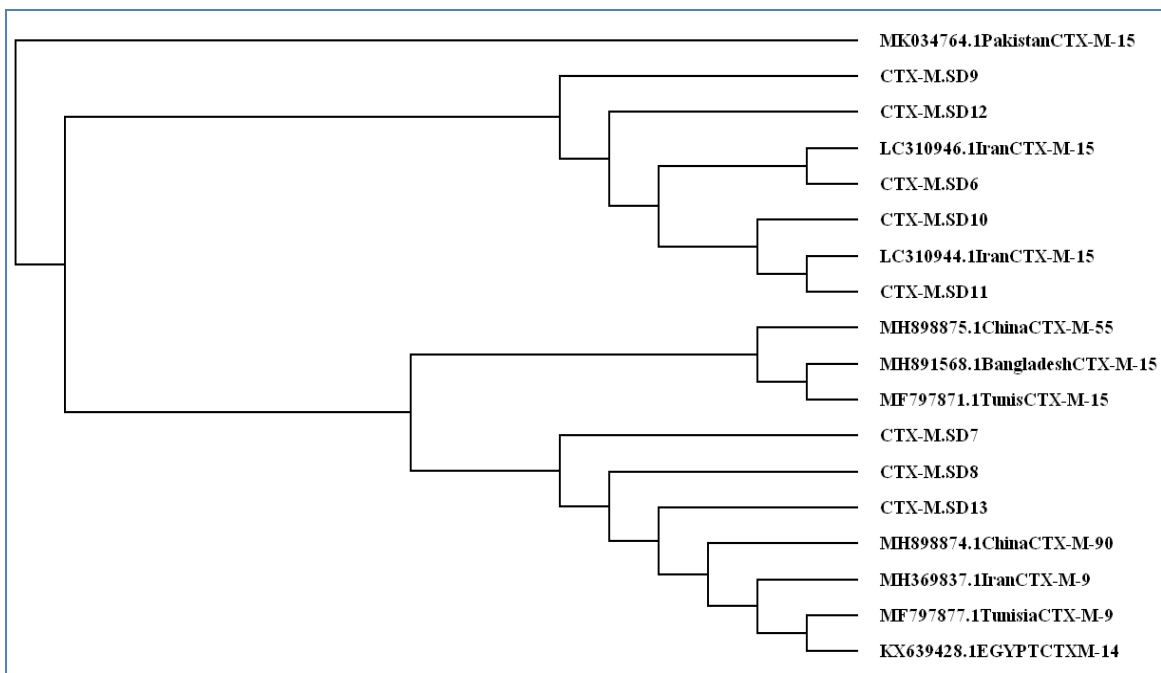 MK034764.1PakistanCTX-M-15
CTX-M.SD9
CTX-M.SD12
LC310946.1IranCTX-M-15
CTX-M.SD6
CTX-M.SD10
LC310944.1IranCTX-M-15
CTX-M.SD11
MH898875.1ChinaCTX-M-55
MH891568.1BangladeshCTX-M-15
MF797871.1TunisCTX-M-15
CTX-M.SD7
CTX-M.SD8
CTX-M.SD13
MH898874.1ChinaCTX-M-90
MH369837.1IranCTX-M-9
MF797877.1TunisiaCTX-M-9
KX639428.1EGYPTCTXM-14